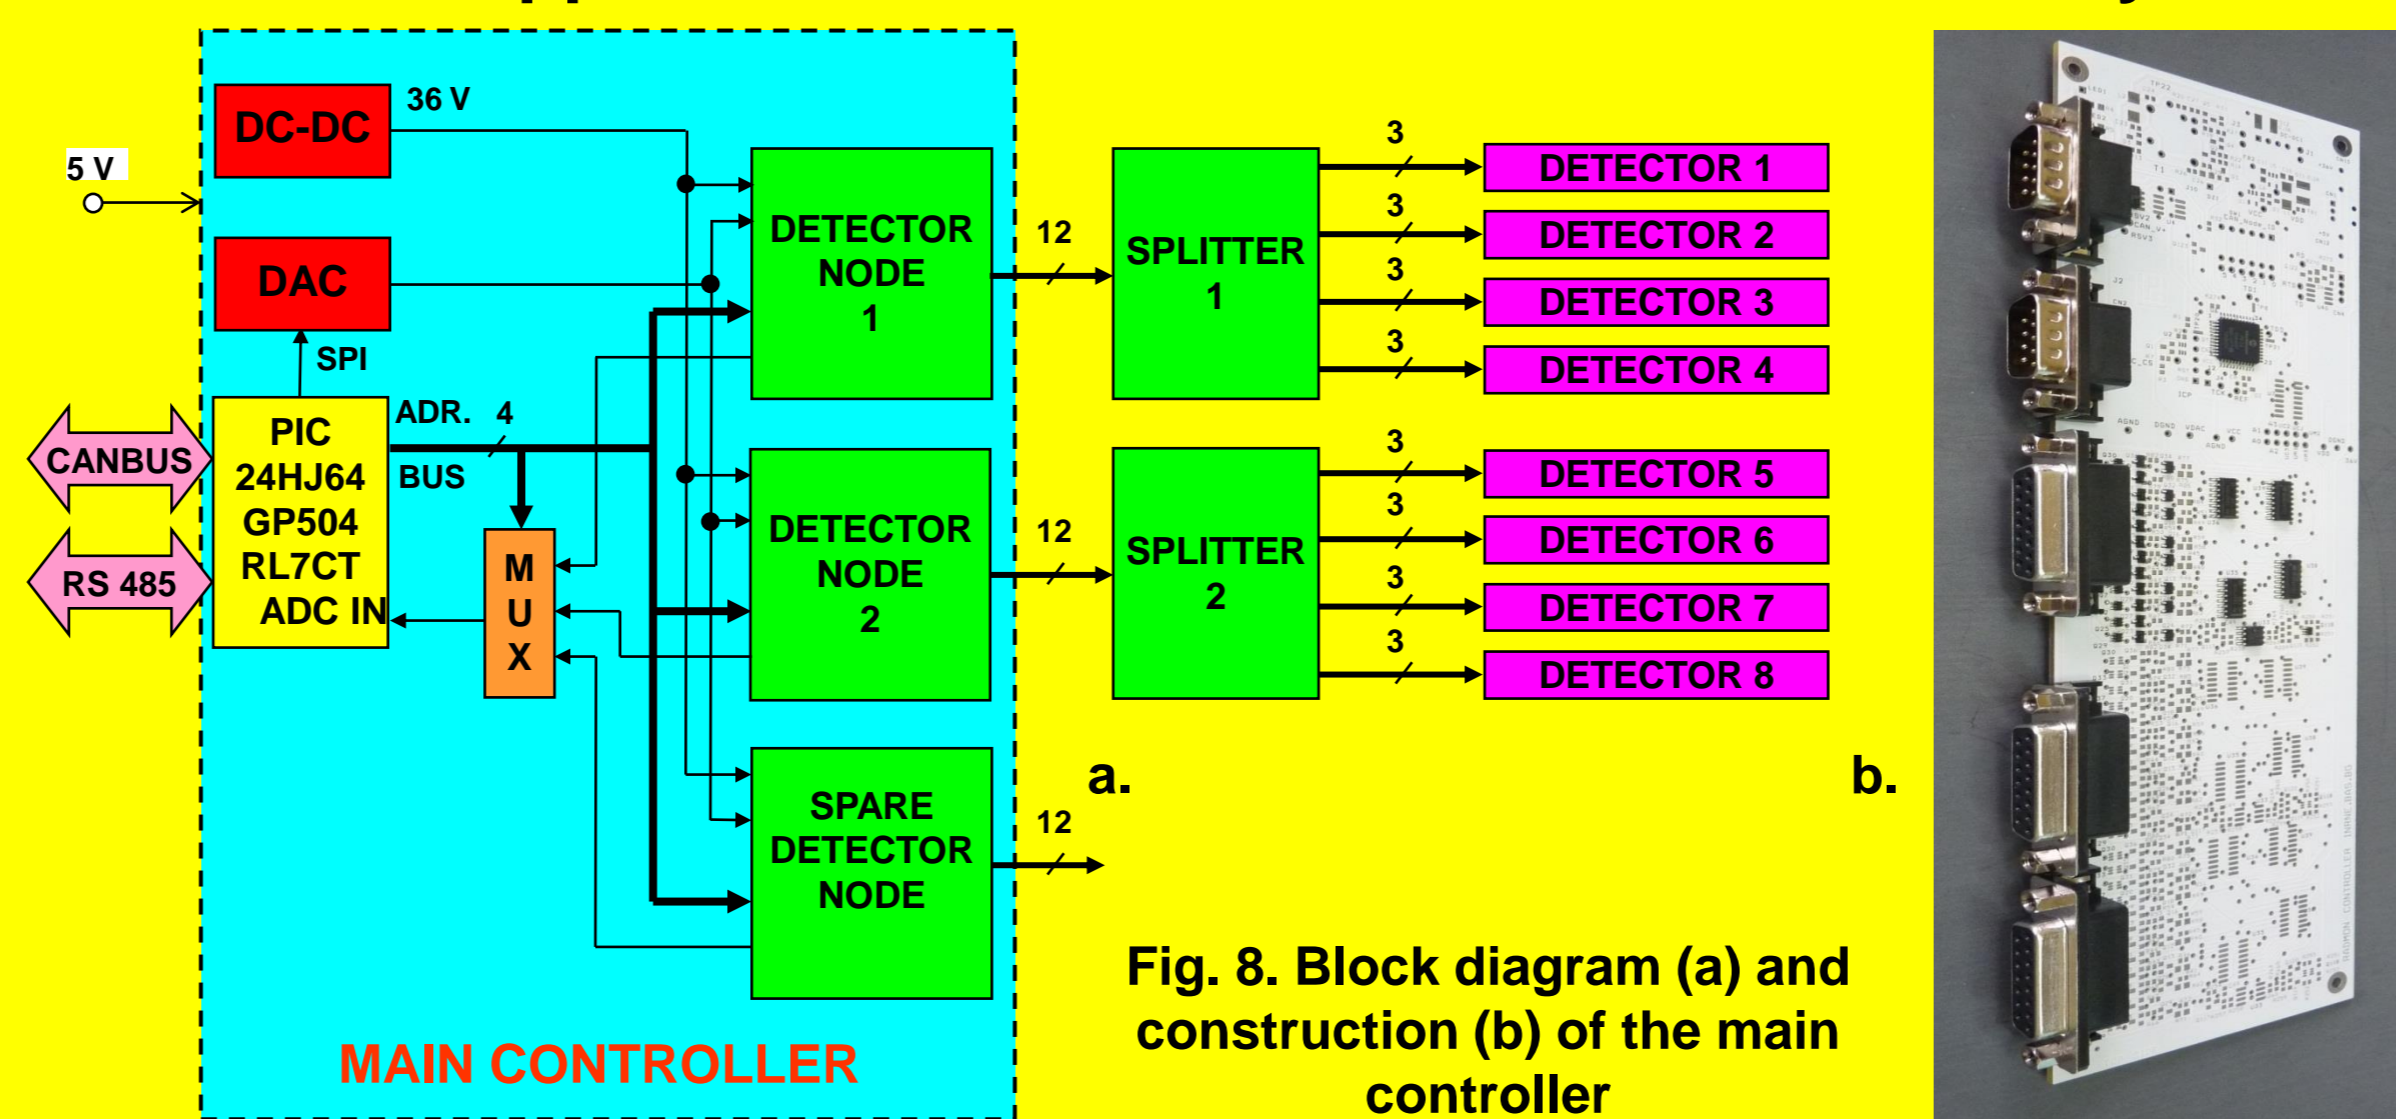 36 V
DC-DC
5 V
DAC
SPI
ADR. 4
BUS
PIC
24HJ64
GP504
RL7CT
ADC IN
CANBUS
RS 485
M
U
X
DETECTOR
NODE
1
DETECTOR
NODE
2
SPARE
DETECTOR
NODE
12
12
12
SPLITTER
1
SPLITTER
2
3
DETECTOR 1
3
DETECTOR 2
3
DETECTOR 3
3
DETECTOR 4
3
DETECTOR 5
3
DETECTOR 6
3
DETECTOR 7
3
DETECTOR 8
a.
b.
MAIN CONTROLLER
Fig. 8. Block diagram (a) and
construction (b) of the main
controller